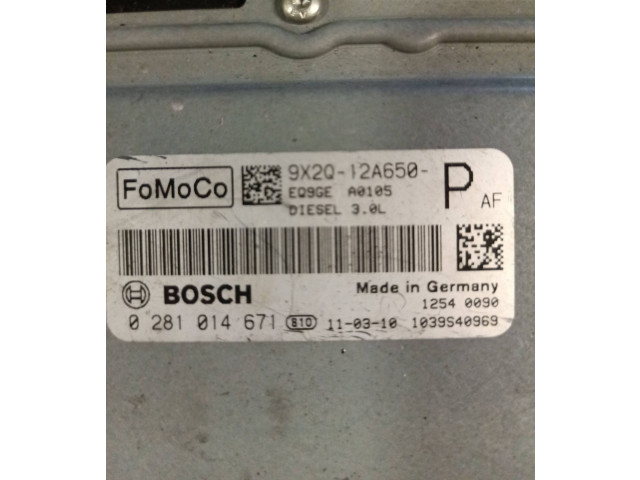 FoMoCo
9X2Q-12A650- P AF
EQ9GE A0105
DIESEL 3.0L
BOSCH
Made in Germany
1254 0090
0 281 014 671 S10 11-03-10 1039S40969